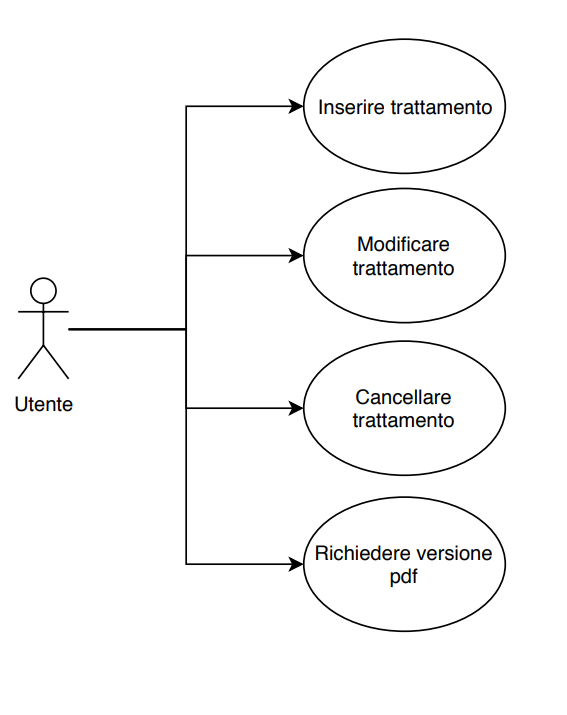 Inserire trattamento
Modificare
trattamento
Utente
Cancellare
trattamento
Richiedere versione
pdf